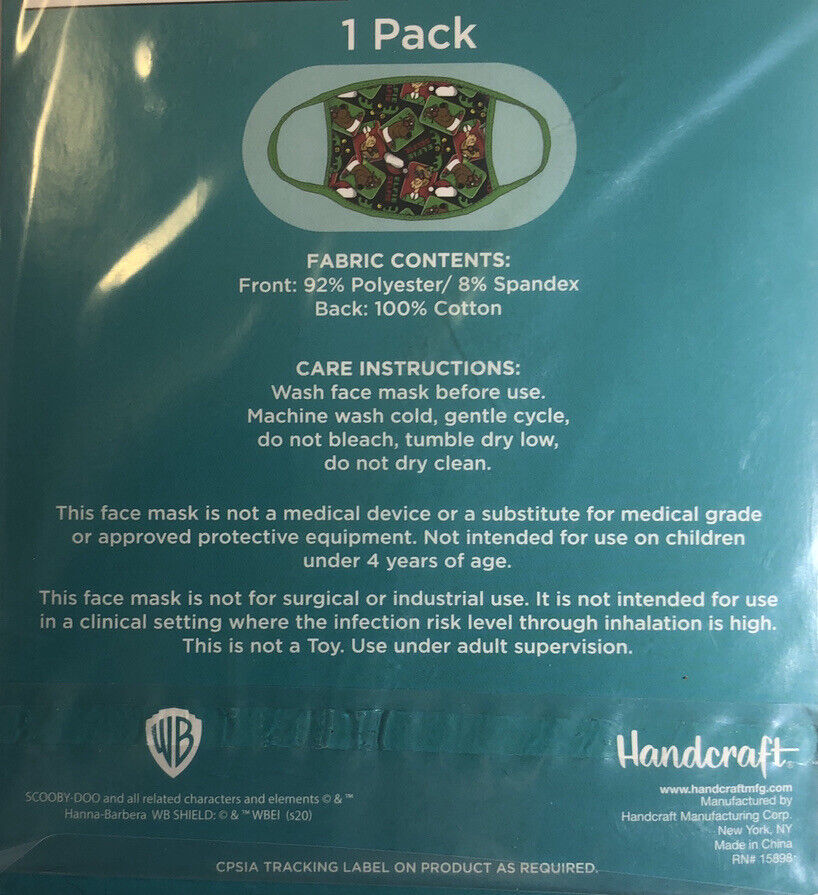 1 Pack
FABRIC CONTENTS:
Front: 92% Polyester/ 8% Spandex
Back: 100% Cotton
CARE INSTRUCTIONS:
Wash face mask before use.
Machine wash cold, gentle cycle,
do not bleach, tumble dry low,
do not dry clean.
This face mask is not a medical device or a substitute for medical grade
or approved protective equipment. Not intended for use on children
under 4 years of age.
This face mask is not for surgical or industrial use. It is not intended for use
in a clinical setting where the infection risk level through inhalation is high.
This is not a Toy. Use under adult supervision.
WB
SCOOBY-DOO and all related characters and elements © & ™
Hanna-Barbera WB SHIELD: © & ™ WBEI (s20)
Handcraft
www.handcraftmfg.com
Manufactured by
Handcraft Manufacturing Corp.
New York, NY
Made in China
RN# 15898
CPSIA TRACKING LABEL ON PRODUCT AS REQUIRED.